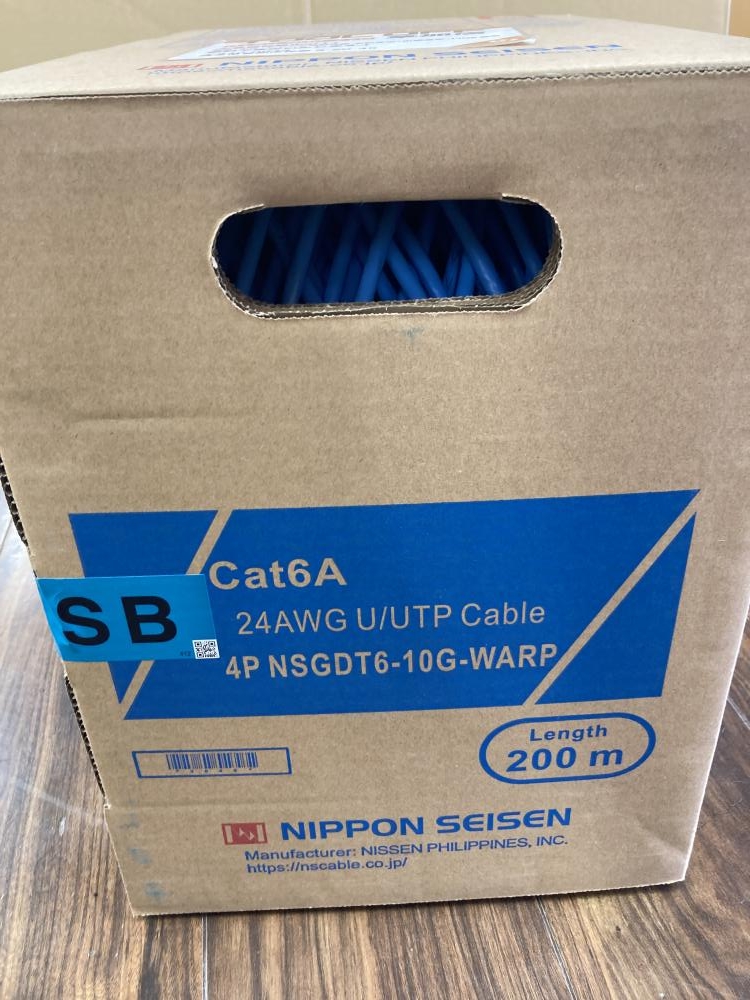 NIPPON SEISEN
Cat6A
24AWG U/UTP Cable
4P NSGDT6-10G-WARP
SB
Length
200 m
NIPPON SEISEN
Manufacturer: NISSEN PHILIPPINES, INC.
https://nscable.co.jp/